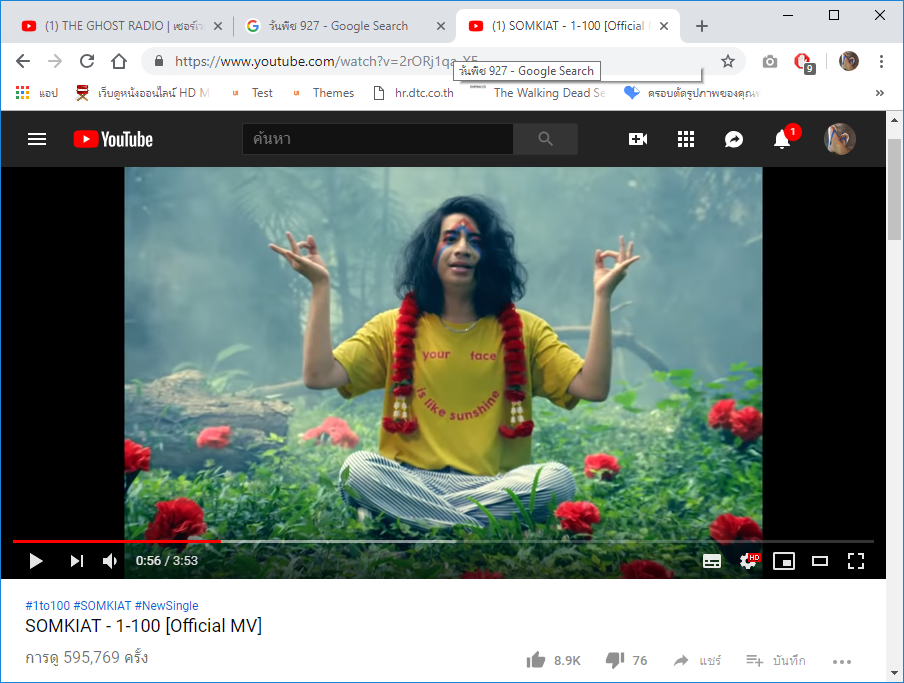 (1) THE GHOST RADIO | เซอร์ไว
วันพืช 927 - Google Search
(1) SOMKIAT - 1-100 [Official
https://www.youtube.com/watch?v=2rORj1qa
วันพืช 927 - Google Search
9
แอป
เว็บดูหนังออนไลน์ HD M
Test
Themes
hr.dtc.co.th
The Walking Dead Se
ครอบตัดรูปภาพของคุณ
YouTube
ค้นหา
1
your face
is like sunshine
0:56 / 3:53
HD
#1to100 #SOMKIAT #NewSingle
SOMKIAT - 1-100 [Official MV]
การดู 595,769 ครั้ง
8.9K
76
แชร์
บันทึก